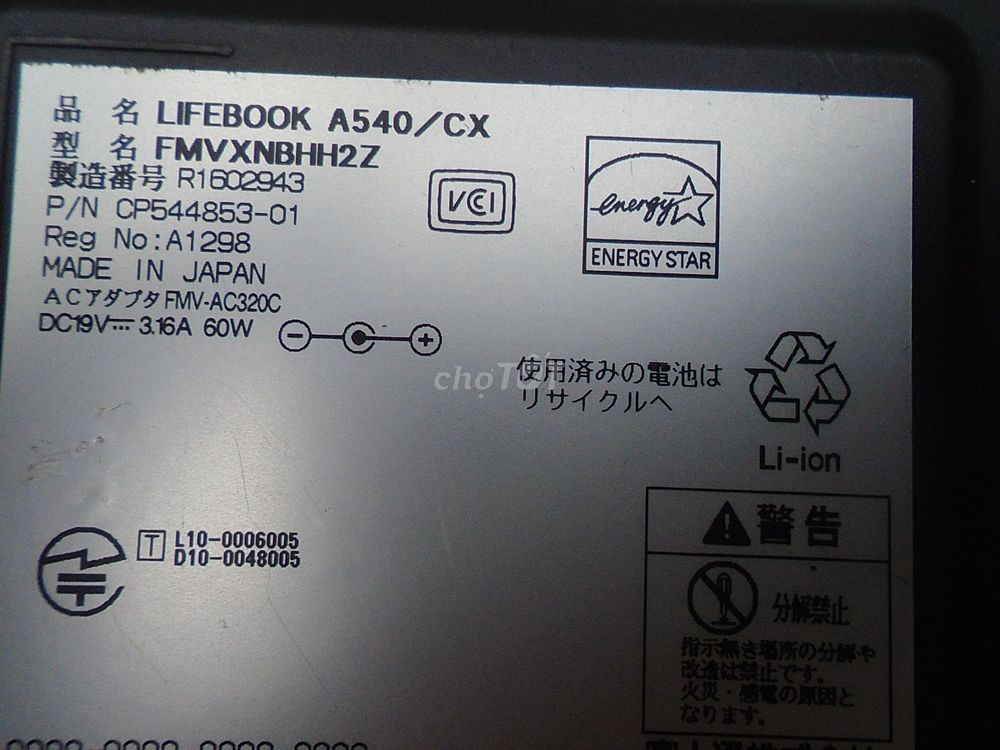 品 名 LIFEBOOK A540/CX
型 名 FMVXNBHH2Z
製造番号 R1602943
P/N CP544853-01
Reg No:A1298
MADE IN JAPAN
ACアダプタ FMV-AC320C
DC19V 3.16A 60W
VCI
energy
ENERGY STAR
使用済みの電池は
リサイクルへ
Li-ion
T L10-0006005
D10-0048005
警告
分解禁止
指示無き場所の分解や
改造は禁止です。
火災・感電の原因と
なります。